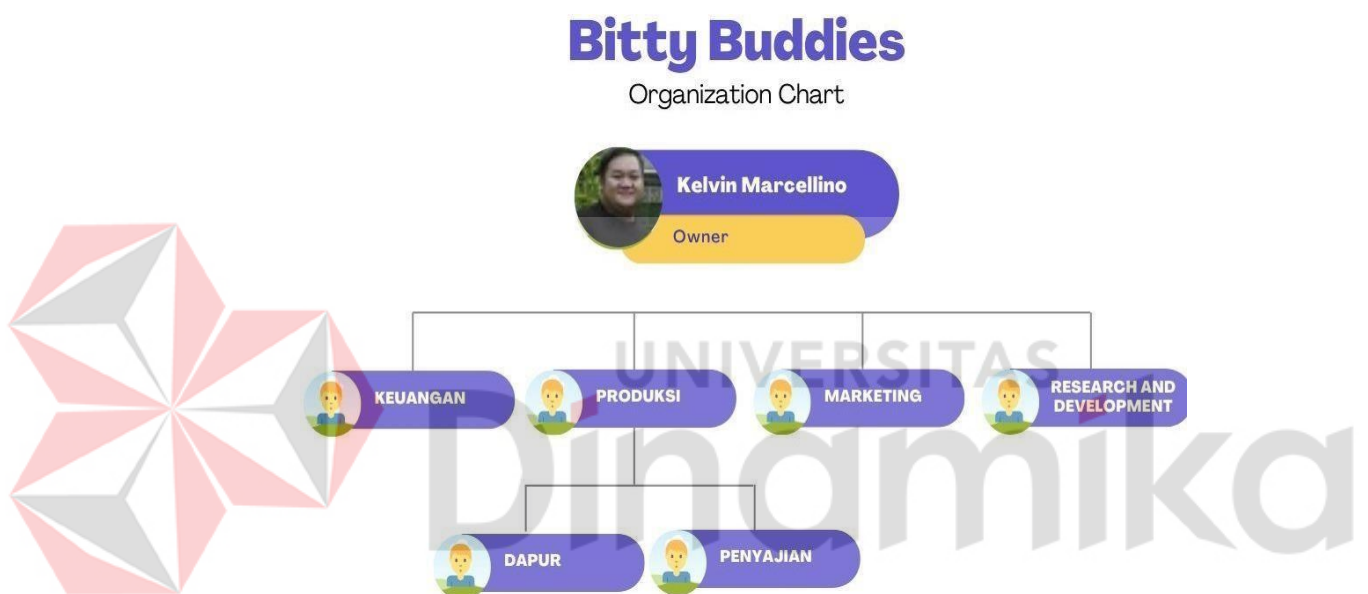 Bitty Buddies
Organization Chart
Kelvin Marcellino
Owner
UNIVERSITAS
Dinamika
KEUANGAN
PRODUKSI
MARKETING
RESEARCH AND
DEVELOPMENT
DAPUR
PENYAJIAN